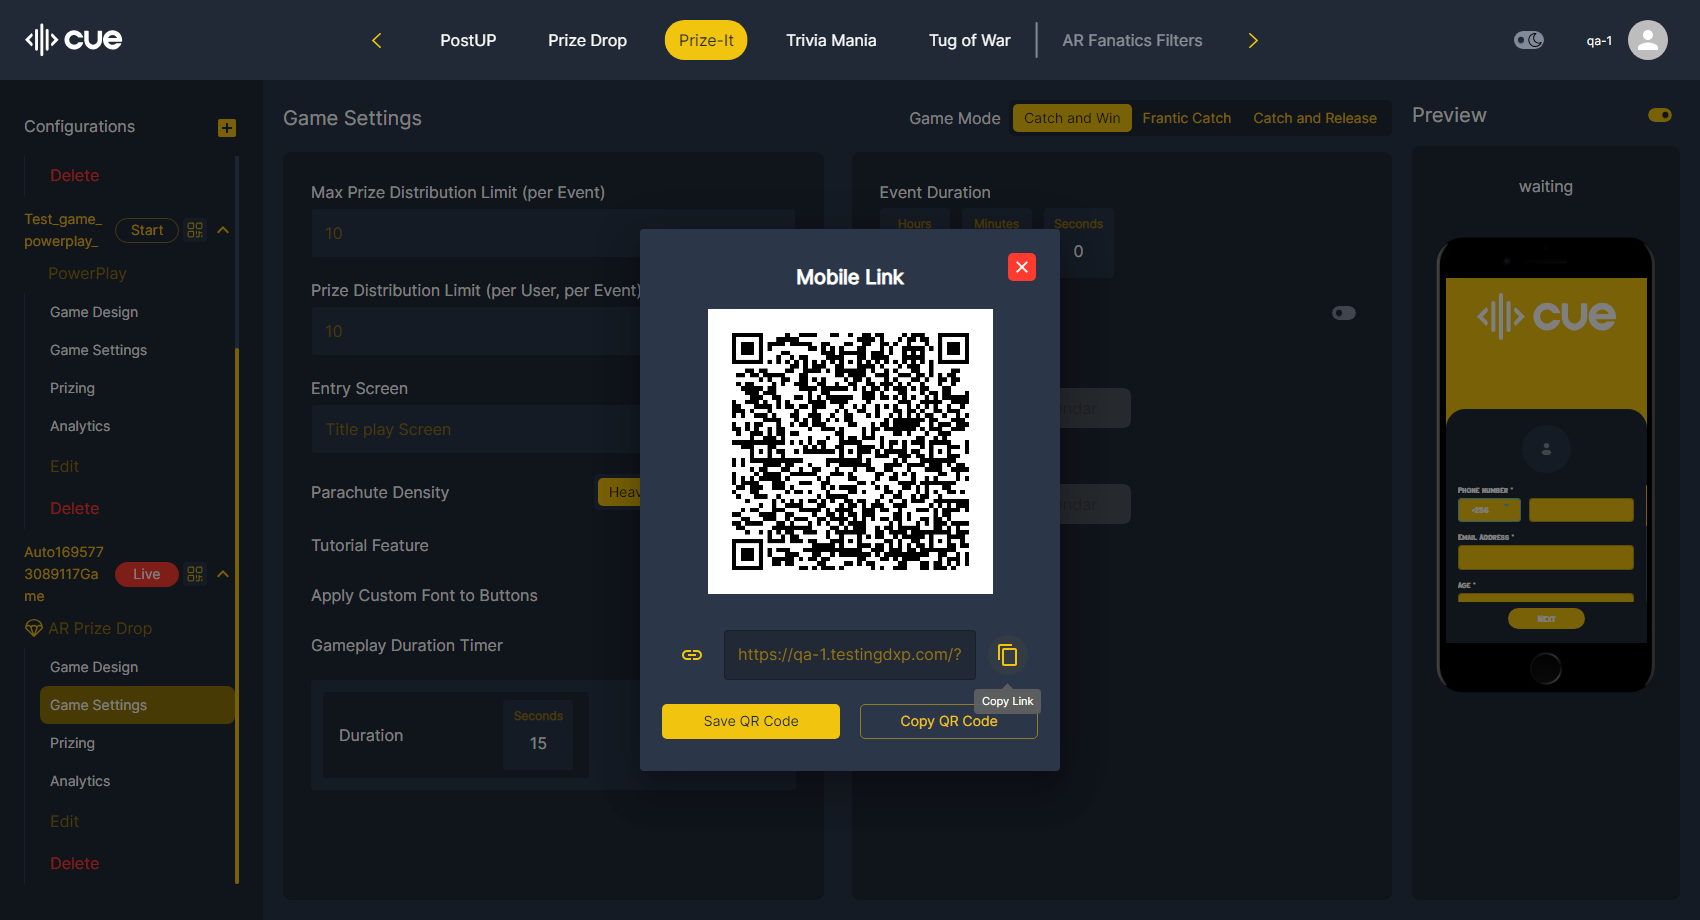 cue
PostUP
Prize Drop
Prize-It
Trivia Mania
Tug of War
AR Fanatics Filters
qa-1
Configurations
Delete
Test_game_
powerplay_
Start
PowerPlay
Game Design
Game Settings
Prizing
Analytics
Edit
Delete
Auto169577
3089117Ga
me
Live
AR Prize Drop
Game Design
Game Settings
Prizing
Analytics
Edit
Delete
Game Settings
Game Mode
Catch and Win
Frantic Catch
Catch and Release
Max Prize Distribution Limit (per Event)
10
Prize Distribution Limit (per User, per Event)
10
Entry Screen
Title play Screen
Parachute Density
Heav
Tutorial Feature
Apply Custom Font to Buttons
Gameplay Duration Timer
Duration
Seconds
15
Event Duration
Hours
Minutes
Seconds
0
ndar
ndar
Mobile Link
https://qa-1.testingdxp.com/?
Copy Link
Save QR Code
Copy QR Code
Preview
waiting
cue
Phone number *
+256
Email Address *
Age *
Next